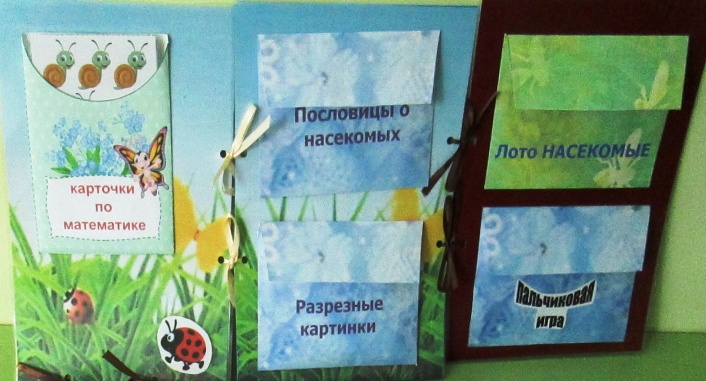 карточки
по
математике
Пословицы о
насекомых
Разрезные
картинки
Лото НАСЕКОМЫЕ
пальчиковая
игра